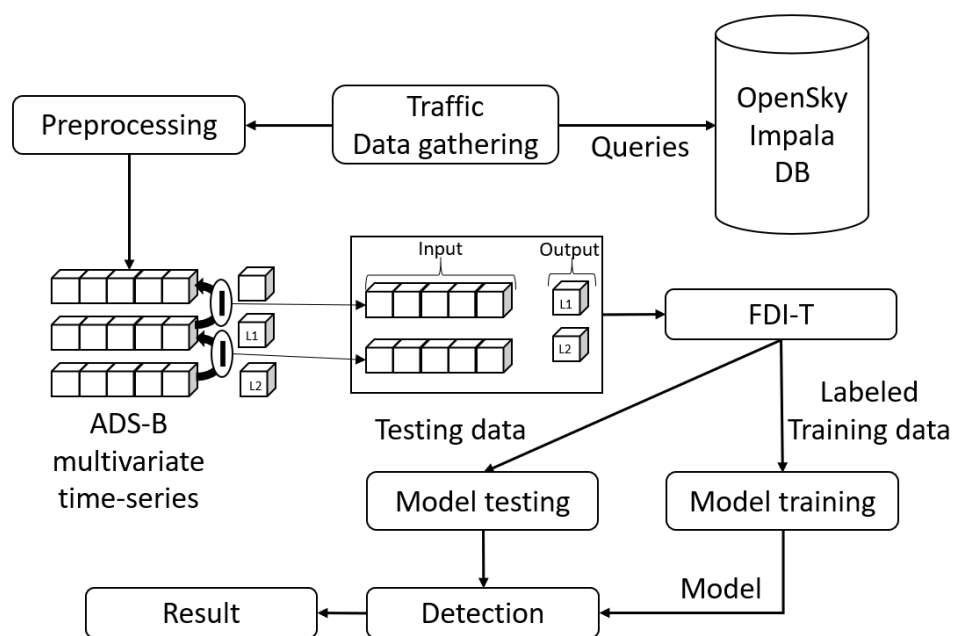 Preprocessing
Traffic
Data gathering
Queries
OpenSky
Impala
DB
Input
Output
L1
L2
L1
L2
ADS-B
multivariate
time-series
FDI-T
Testing data
Labeled
Training data
Model testing
Model training
Model
Result
Detection